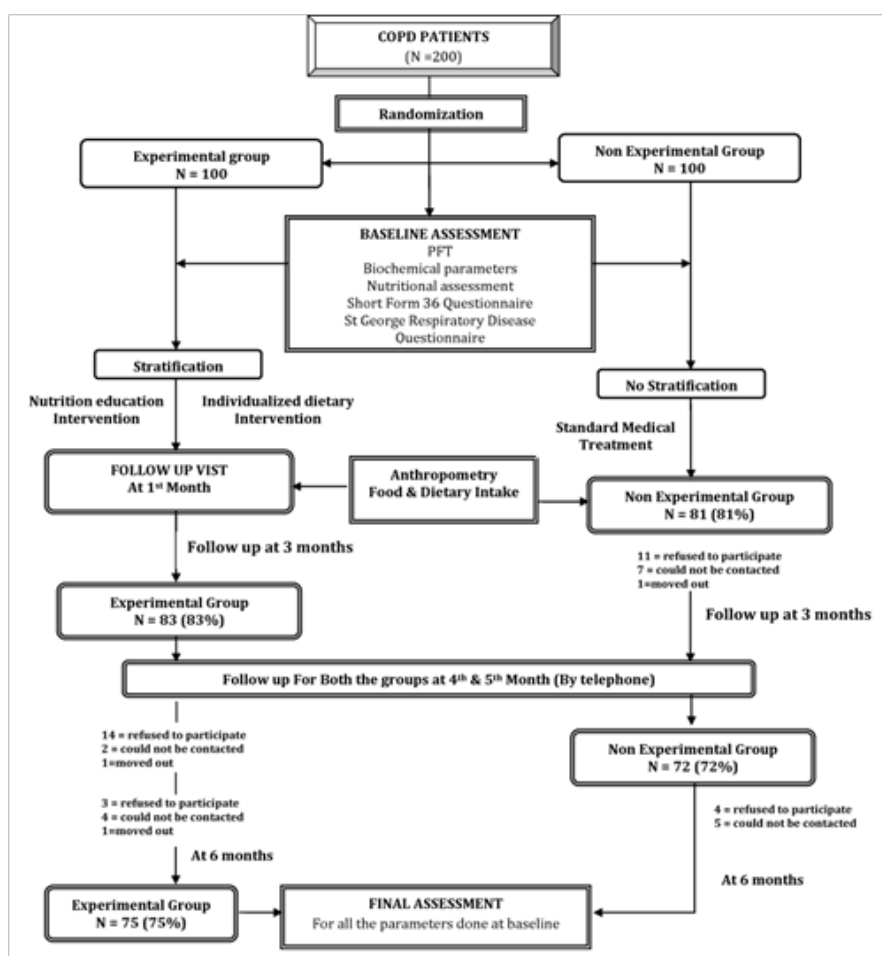 COPD PATIENTS
(N =200)
Randomization
Experimental group
N = 100
Non Experimental Group
N = 100
BASELINE ASSESSMENT
PFT
Biochemical parameters
Nutritional assessment
Short Form 36 Questionnaire
St George Respiratory Disease
Questionnaire
Stratification
No Stratification
Nutrition education
Intervention
Individualized dietary
Intervention
Standard Medical
Treatment
FOLLOW UP VIST
At 1st Month
Anthropometry
Food & Dietary Intake
Non Experimental Group
N = 81 (81%)
Follow up at 3 months
11 = refused to participate
7 = could not be contacted
1=moved out
Experimental Group
N = 83 (83%)
Follow up at 3 months
Follow up For Both the groups at 4th & 5th Month (By telephone)
14 = refused to participate
2 = could not be contacted
1=moved out
Non Experimental Group
N = 72 (72%)
3 = refused to participate
4 = could not be contacted
1=moved out
4 = refused to participate
5 = could not be contacted
At 6 months
At 6 months
Experimental Group
N = 75 (75%)
FINAL ASSESSMENT
For all the parameters done at baseline